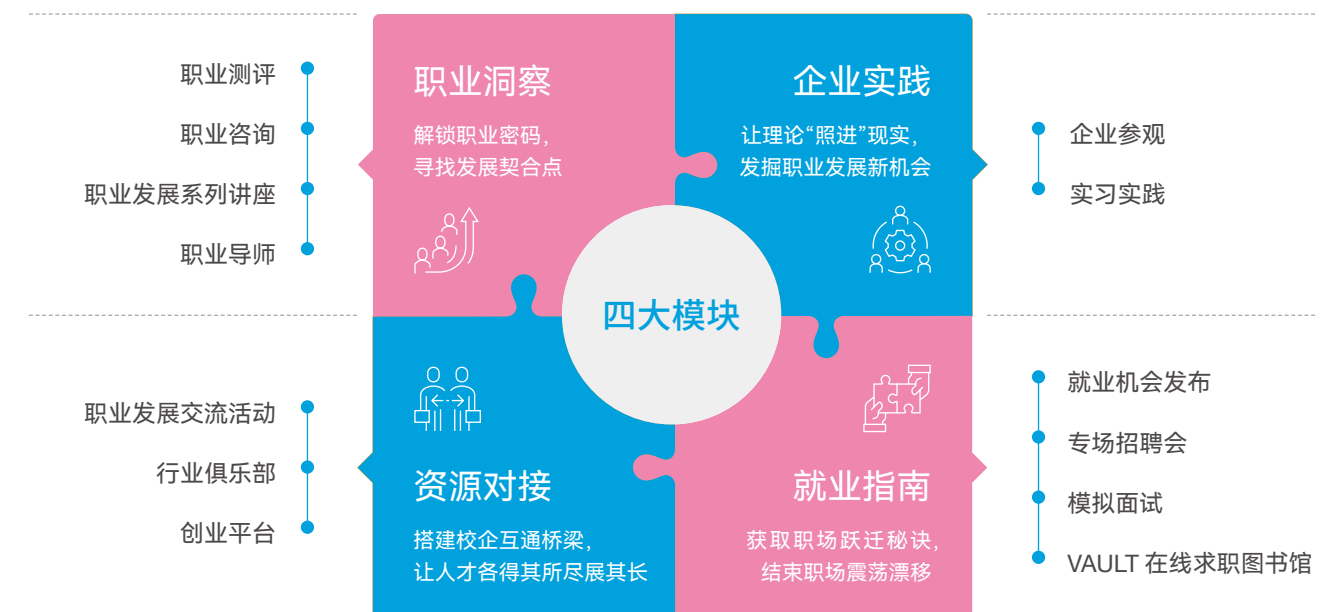 职业测评
职业咨询
职业发展系列讲座
职业导师
职业洞察
解锁职业密码，
寻找发展契合点
企业实践
让理论“照进”现实，
发掘职业发展新机会
企业参观
实习实践
四大模块
职业发展交流活动
行业俱乐部
创业平台
资源对接
搭建校企互通桥梁，
让人才各得其所尽展其长
就业指南
获取职场跃迁秘诀，
结束职场震荡漂移
就业机会发布
专场招聘会
模拟面试
VAULT 在线求职图书馆